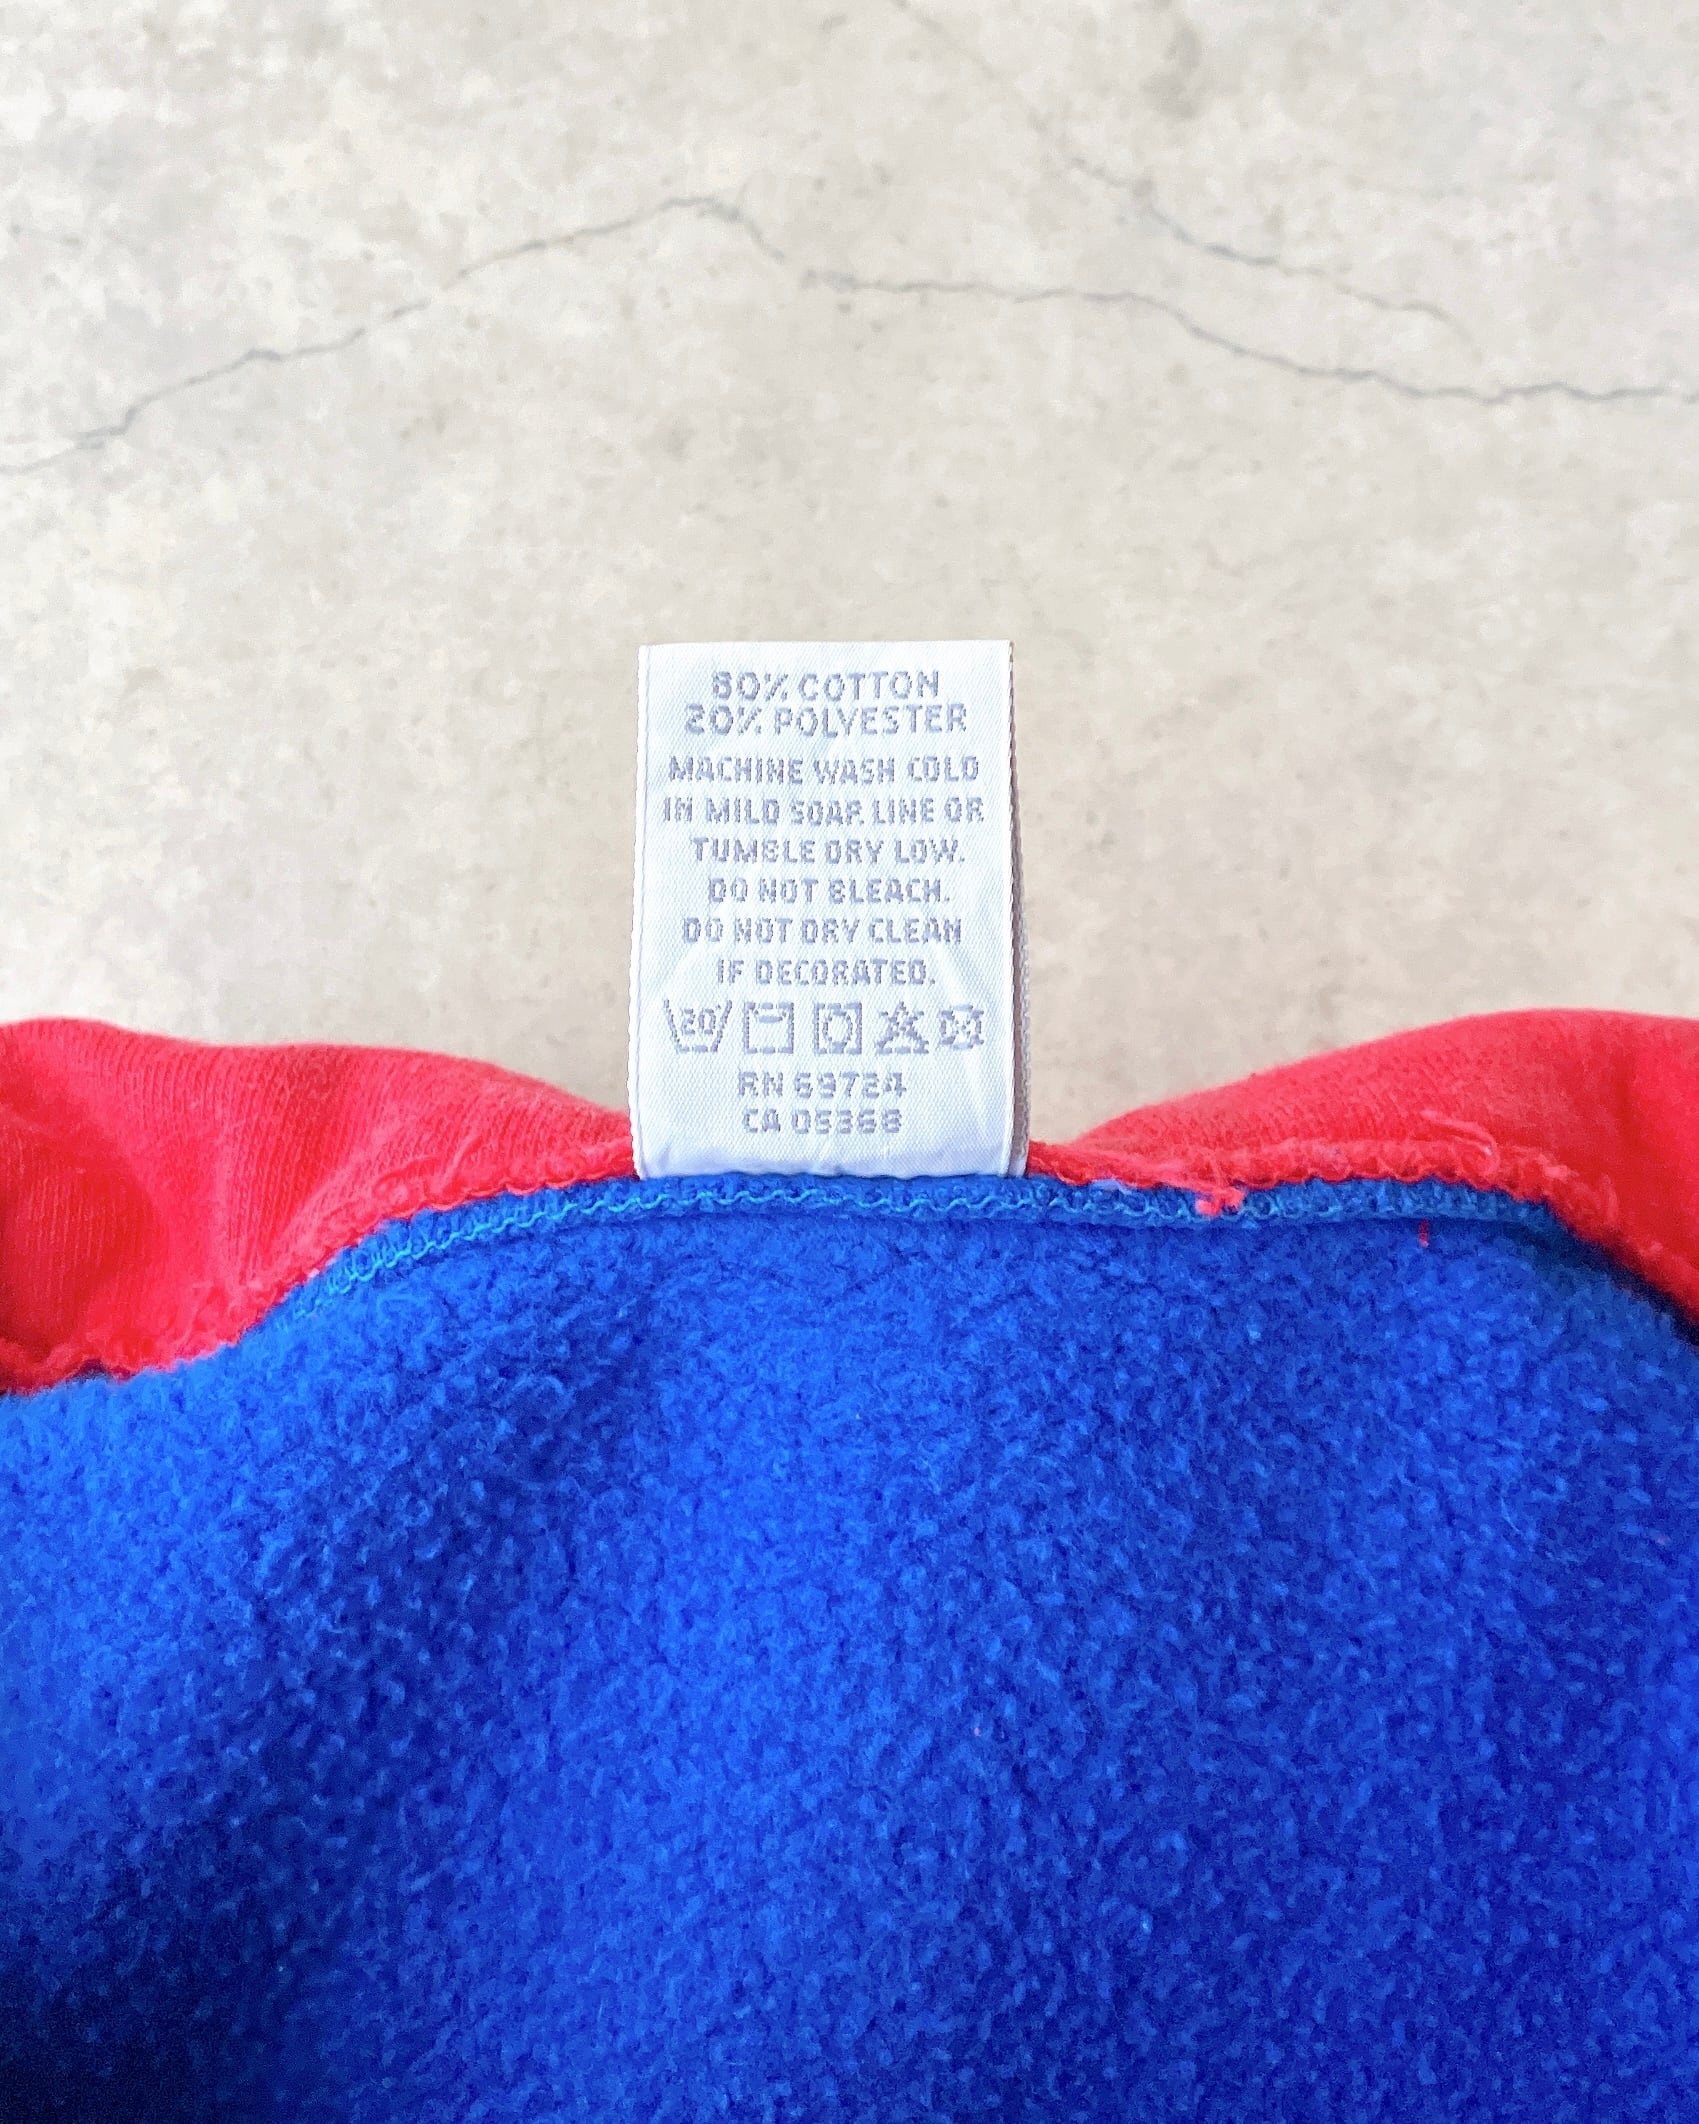 80% COTTON
20% POLYESTER
MACHINE WASH COLD
IN MILD SOAP. LINE OR
TUMBLE DRY LOW.
DO NOT BLEACH.
DO NOT DRY CLEAN
IF DECORATED.
RN 69724
CA 05368